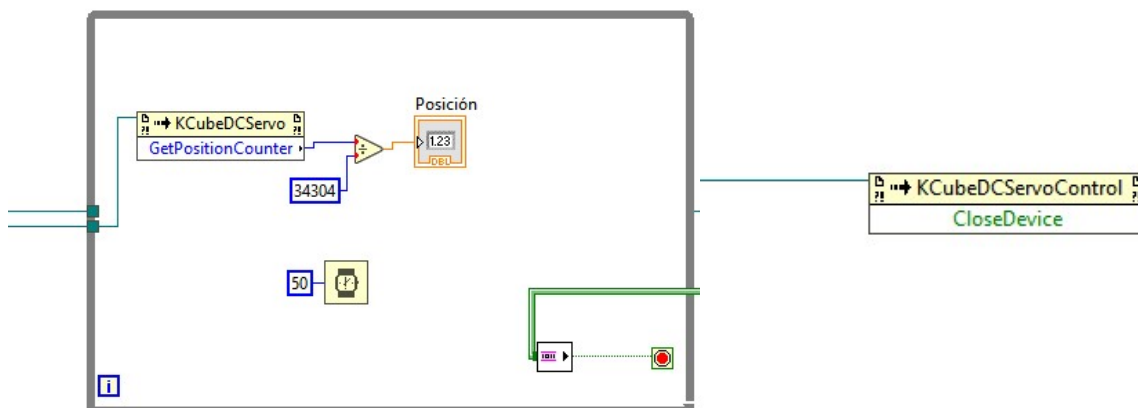 Posición
KCubeDCServo
GetPositionCounter
1.23
DBL
34304
KCubeDCServoControl
CloseDevice
50
i